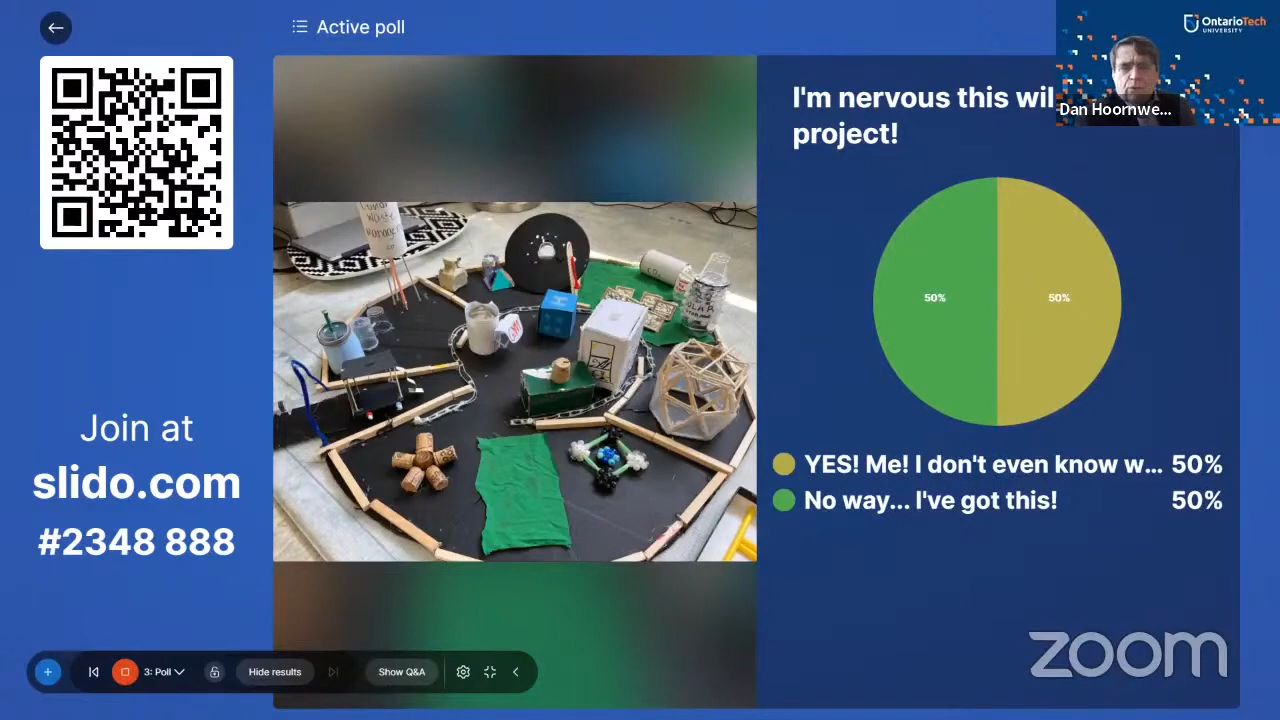 Active poll
OntarioTech
UNIVERSITY
Dan Hoornwe...
I'm nervous this wil
project!
50%
50%
YES! Me! I don't even know w... 50%
No way... I've got this! 50%
Join at
slido.com
#2348 888
3: Poll
Hide results
Show Q&A
zoom